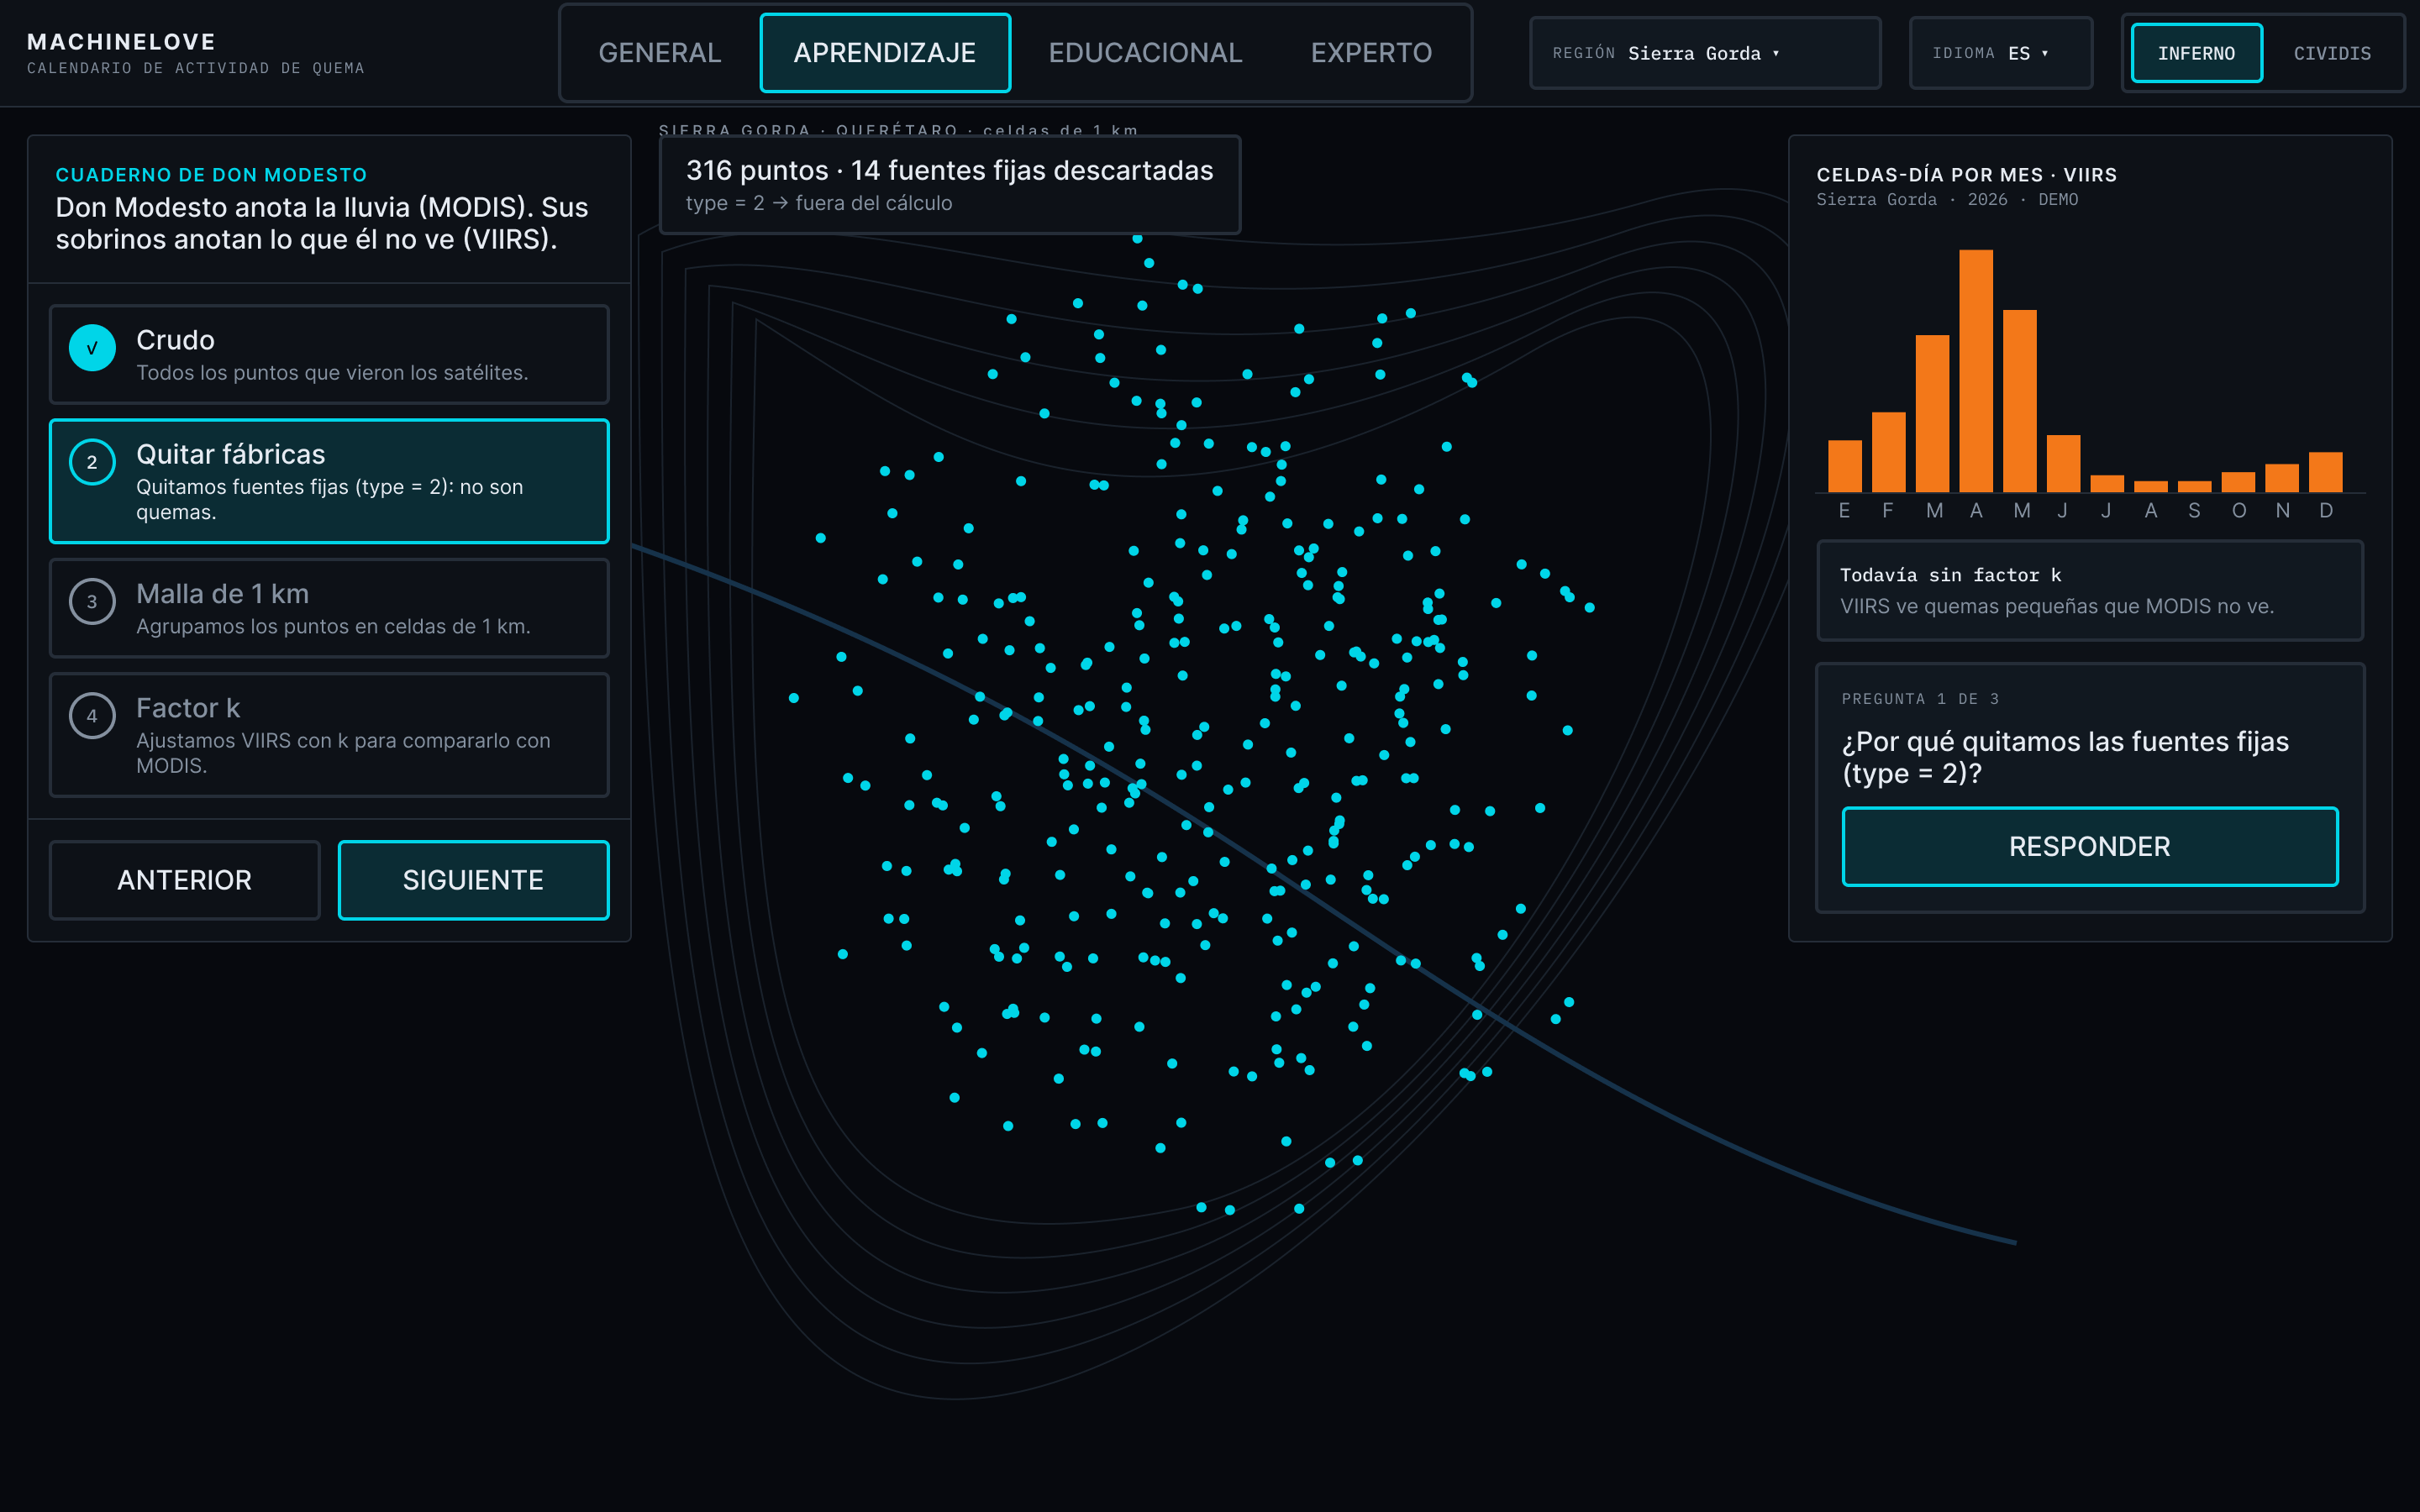 MACHINELOVE
CALENDARIO DE ACTIVIDAD DE QUEMA
GENERAL
APRENDIZAJE
EDUCACIONAL
EXPERTO
REGIÓN Sierra Gorda ▾
IDIOMA ES ▾
INFERNO
CIVIDIS
CUADERNO DE DON MODESTO
Don Modesto anota la lluvia (MODIS). Sus
sobrinos anotan lo que él no ve (VIIRS).
✓
Crudo
Todos los puntos que vieron los satélites.
2
Quitar fábricas
Quitamos fuentes fijas (type = 2): no son
quemas.
3
Malla de 1 km
Agrupamos los puntos en celdas de 1 km.
4
Factor k
Ajustamos VIIRS con k para compararlo con
MODIS.
ANTERIOR
SIGUIENTE
SIERRA GORDA · QUERÉTARO · celdas de 1 km
316 puntos · 14 fuentes fijas descartadas
type = 2 → fuera del cálculo
CELDAS-DÍA POR MES · VIIRS
Sierra Gorda · 2026 · DEMO
E F M A M J J A S O N D
Todavía sin factor k
VIIRS ve quemas pequeñas que MODIS no ve.
PREGUNTA 1 DE 3
¿Por qué quitamos las fuentes fijas
(type = 2)?
RESPONDER